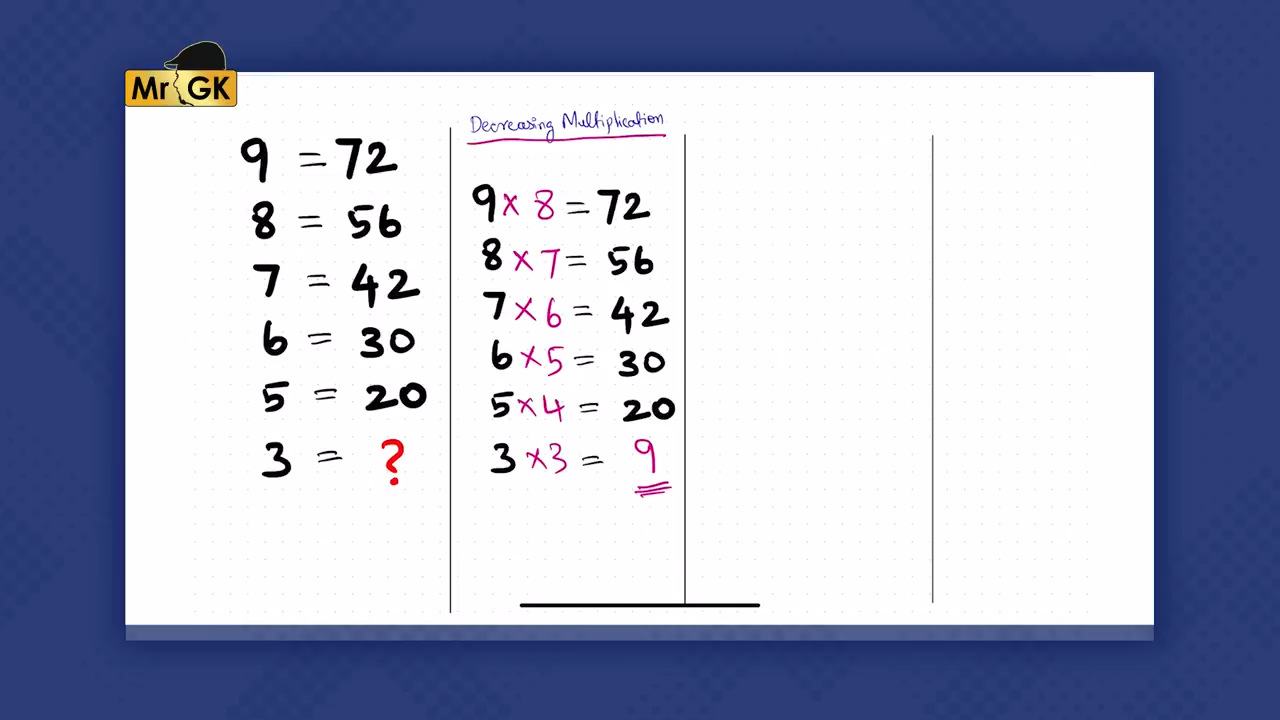 Mr GK
9 = 72
8 = 56
7 = 42
6 = 30
5 = 20
3 = ?
Decreasing Multiplication
9 × 8 = 72
8 × 7 = 56
7 × 6 = 42
6 × 5 = 30
5 × 4 = 20
3 × 3 = 9